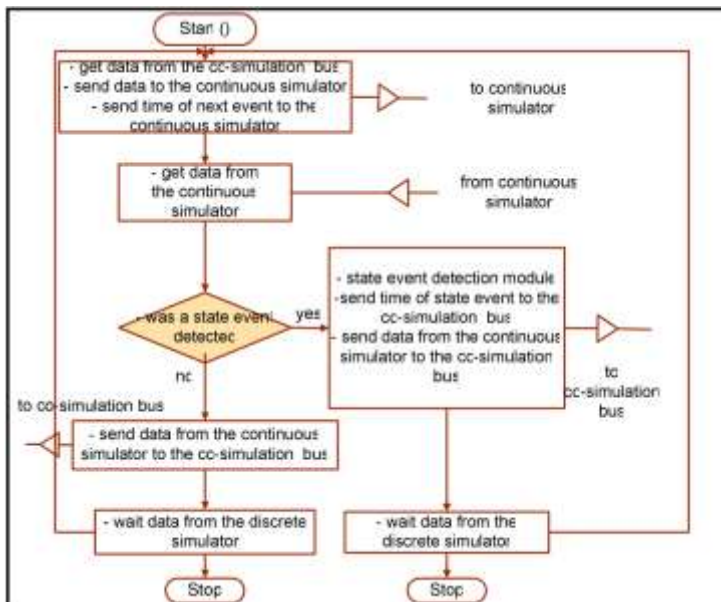 Start ()
- get data from the cc-simulation bus
- send data to the continuous simulator
- send time of next event to the
continuous simulator
to continuous
simulator
- get data from
the continuous
simulator
from continuous
simulator
- was a state event
detected
yes
no
- state event detection module
-send time of state event to the
cc-simulation bus
- send data from the continuous
simulator to the cc-simulation
bus
to
cc-simulation
bus
to co-simulation bus
- send data from the continuous
simulator to the cc-simulation bus
- wait data from the discrete
simulator
- wait data from the
discrete simulator
Stop
Stop